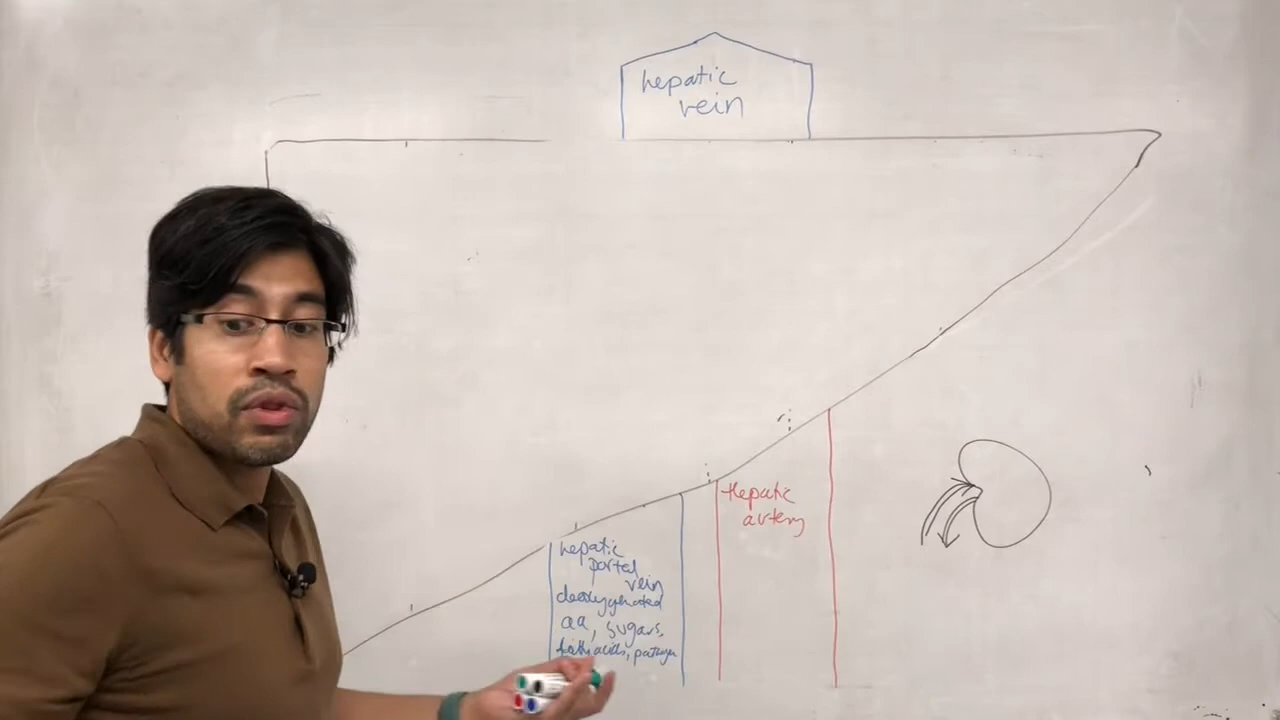 hepatic
vein
Hepatic
artery
hepatic
portal
vein
deoxygenated
aa, sugars,
fatty acids, pathogen